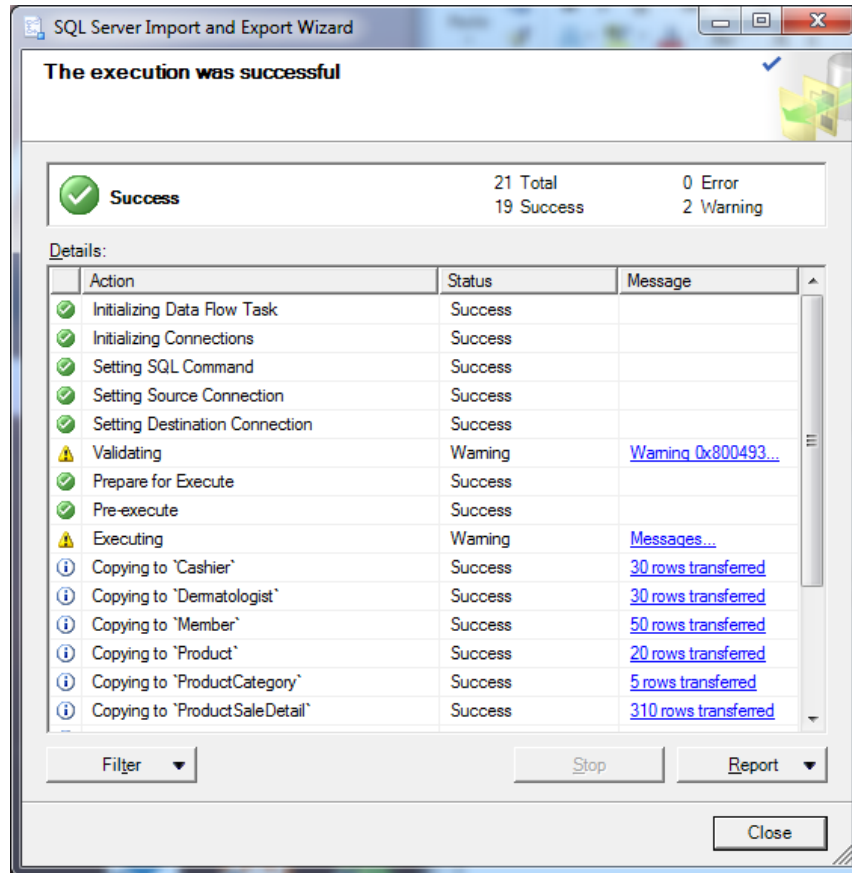 SQL Server Import and Export Wizard
The execution was successful
Success
21 Total 0 Error
19 Success 2 Warning
Details:
Action Status Message
Initializing Data Flow Task Success
Initializing Connections Success
Setting SQL Command Success
Setting Source Connection Success
Setting Destination Connection Success
Validating Warning Warning 0x800493...
Prepare for Execute Success
Pre-execute Success
Executing Warning Messages...
Copying to `Cashier` Success 30 rows transferred
Copying to `Dermatologist` Success 30 rows transferred
Copying to `Member` Success 50 rows transferred
Copying to `Product` Success 20 rows transferred
Copying to `ProductCategory` Success 5 rows transferred
Copying to `ProductSaleDetail` Success 310 rows transferred
Filter Stop Report
Close